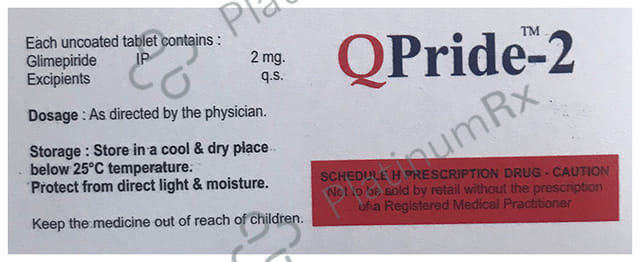 Each uncoated tablet contains :
Glimepiride IP 2 mg.
Excipients q.s.
Dosage : As directed by the physician.
Storage : Store in a cool & dry place
below 25°C temperature.
Protect from direct light & moisture.
Keep the medicine out of reach of children.
QPride-2™
SCHEDULE H PRESCRIPTION DRUG - CAUTION
Not to be sold by retail without the prescription
of a Registered Medical Practitioner
PlatinumRx